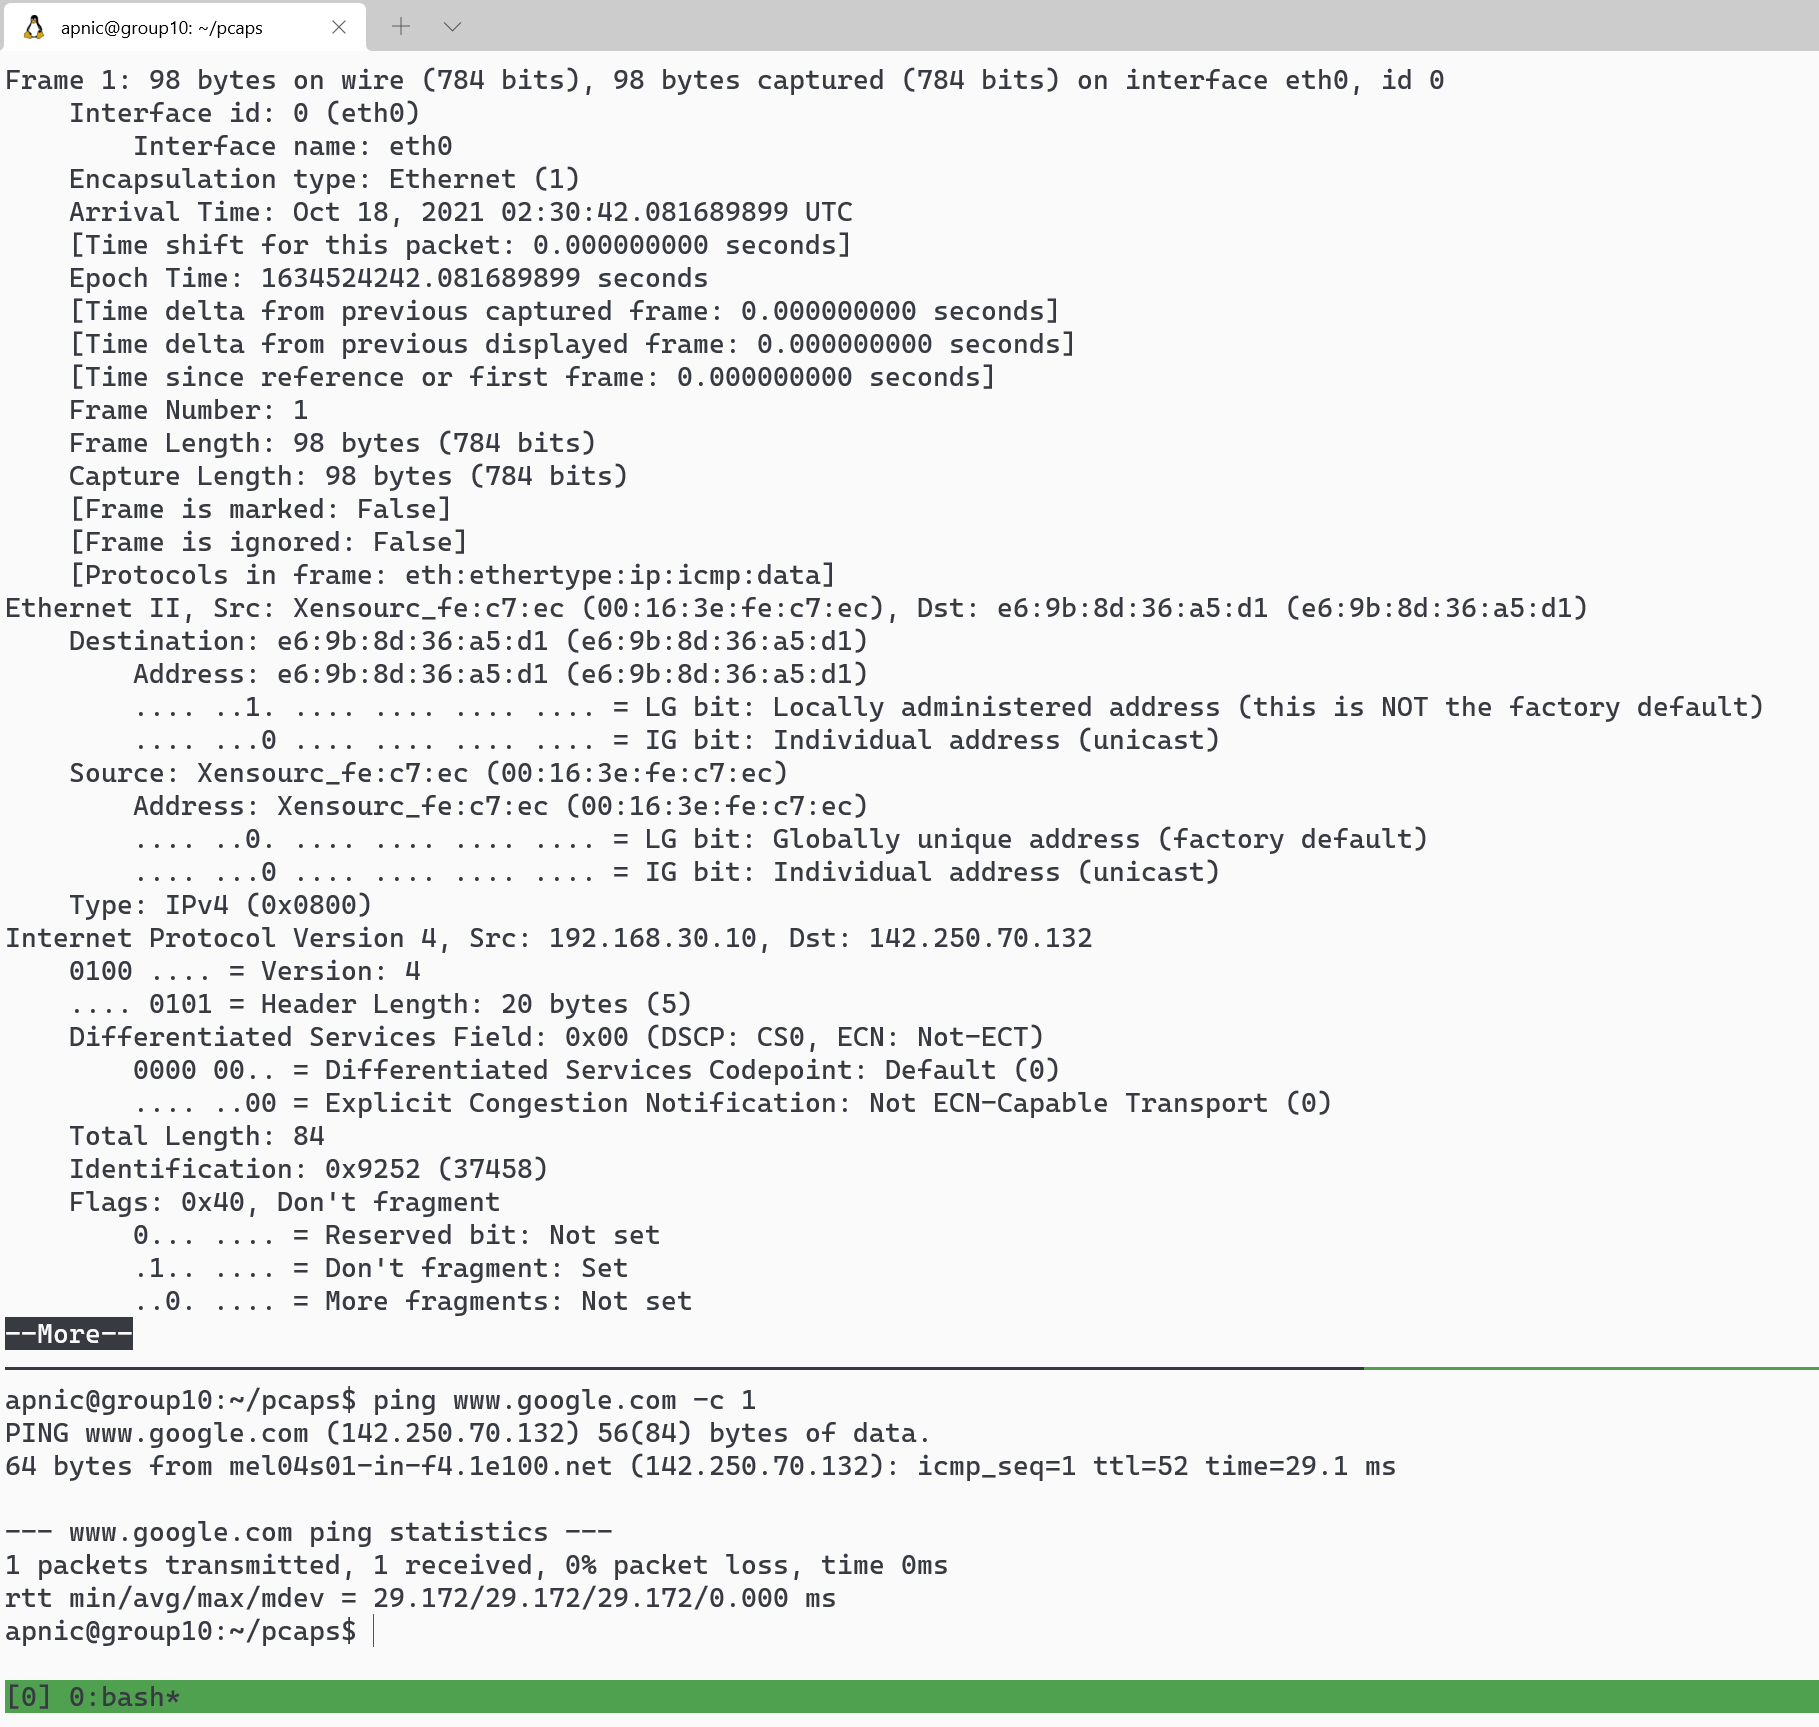 apnic@group10: ~/pcaps
Frame 1: 98 bytes on wire (784 bits), 98 bytes captured (784 bits) on interface eth0, id 0
    Interface id: 0 (eth0)
        Interface name: eth0
    Encapsulation type: Ethernet (1)
    Arrival Time: Oct 18, 2021 02:30:42.081689899 UTC
    [Time shift for this packet: 0.000000000 seconds]
    Epoch Time: 1634524242.081689899 seconds
    [Time delta from previous captured frame: 0.000000000 seconds]
    [Time delta from previous displayed frame: 0.000000000 seconds]
    [Time since reference or first frame: 0.000000000 seconds]
    Frame Number: 1
    Frame Length: 98 bytes (784 bits)
    Capture Length: 98 bytes (784 bits)
    [Frame is marked: False]
    [Frame is ignored: False]
    [Protocols in frame: eth:ethertype:ip:icmp:data]
Ethernet II, Src: Xensourc_fe:c7:ec (00:16:3e:fe:c7:ec), Dst: e6:9b:8d:36:a5:d1 (e6:9b:8d:36:a5:d1)
    Destination: e6:9b:8d:36:a5:d1 (e6:9b:8d:36:a5:d1)
        Address: e6:9b:8d:36:a5:d1 (e6:9b:8d:36:a5:d1)
        .... ..1. .... .... .... .... = LG bit: Locally administered address (this is NOT the factory default)
        .... ...0 .... .... .... .... = IG bit: Individual address (unicast)
    Source: Xensourc_fe:c7:ec (00:16:3e:fe:c7:ec)
        Address: Xensourc_fe:c7:ec (00:16:3e:fe:c7:ec)
        .... ..0. .... .... .... .... = LG bit: Globally unique address (factory default)
        .... ...0 .... .... .... .... = IG bit: Individual address (unicast)
    Type: IPv4 (0x0800)
Internet Protocol Version 4, Src: 192.168.30.10, Dst: 142.250.70.132
    0100 .... = Version: 4
    .... 0101 = Header Length: 20 bytes (5)
    Differentiated Services Field: 0x00 (DSCP: CS0, ECN: Not-ECT)
        0000 00.. = Differentiated Services Codepoint: Default (0)
        .... ..00 = Explicit Congestion Notification: Not ECN-Capable Transport (0)
    Total Length: 84
    Identification: 0x9252 (37458)
    Flags: 0x40, Don't fragment
        0... .... = Reserved bit: Not set
        .1.. .... = Don't fragment: Set
        ..0. .... = More fragments: Not set
--More--
apnic@group10:~/pcaps$ ping www.google.com -c 1
PING www.google.com (142.250.70.132) 56(84) bytes of data.
64 bytes from mel04s01-in-f4.1e100.net (142.250.70.132): icmp_seq=1 ttl=52 time=29.1 ms
--- www.google.com ping statistics ---
1 packets transmitted, 1 received, 0% packet loss, time 0ms
rtt min/avg/max/mdev = 29.172/29.172/29.172/0.000 ms
apnic@group10:~/pcaps$
[0] 0:bash*